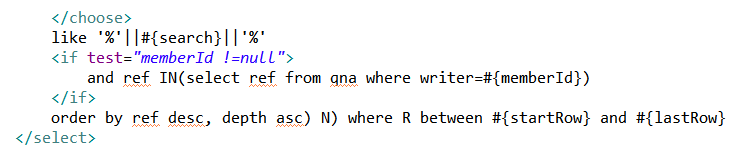 </choose>
like '%'||#{search}||'%'
<if test="memberId !=null">
and ref IN(select ref from qna where writer=#{memberId})
</if>
order by ref desc, depth asc) N) where R between #{startRow} and #{lastRow}
</select>